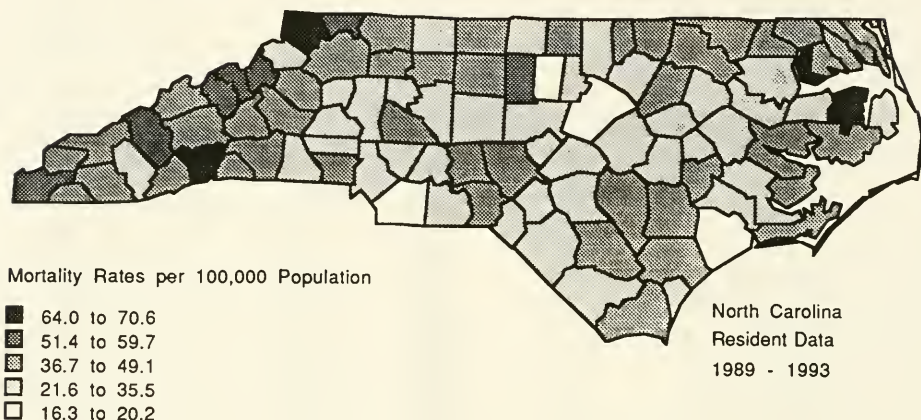 Mortality Rates per 100,000 Population
64.0 to 70.6
51.4 to 59.7
36.7 to 49.1
21.6 to 35.5
16.3 to 20.2
North Carolina
Resident Data
1989 - 1993